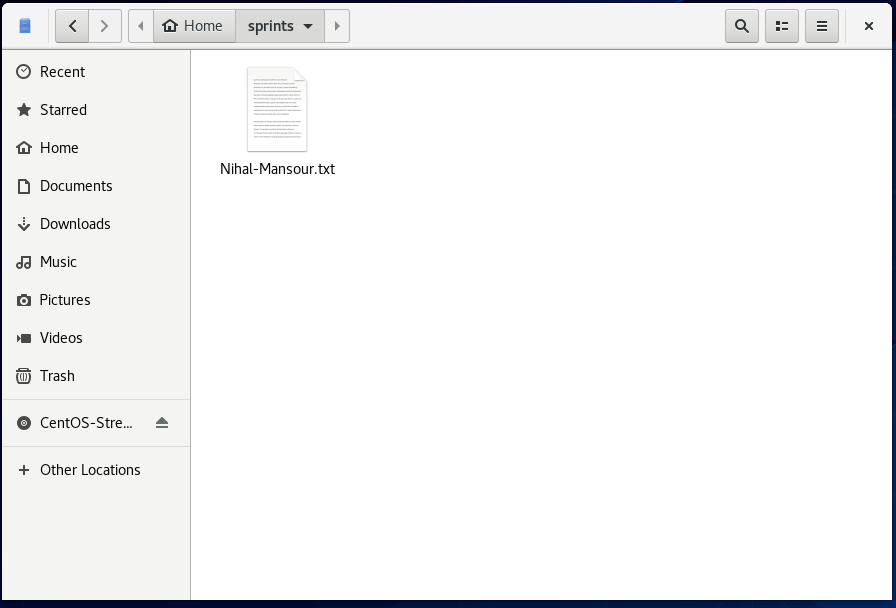 Home
sprints
Recent
Starred
Home
Documents
Downloads
Music
Pictures
Videos
Trash
CentOS-Stre...
Other Locations
Nihal-Mansour.txt